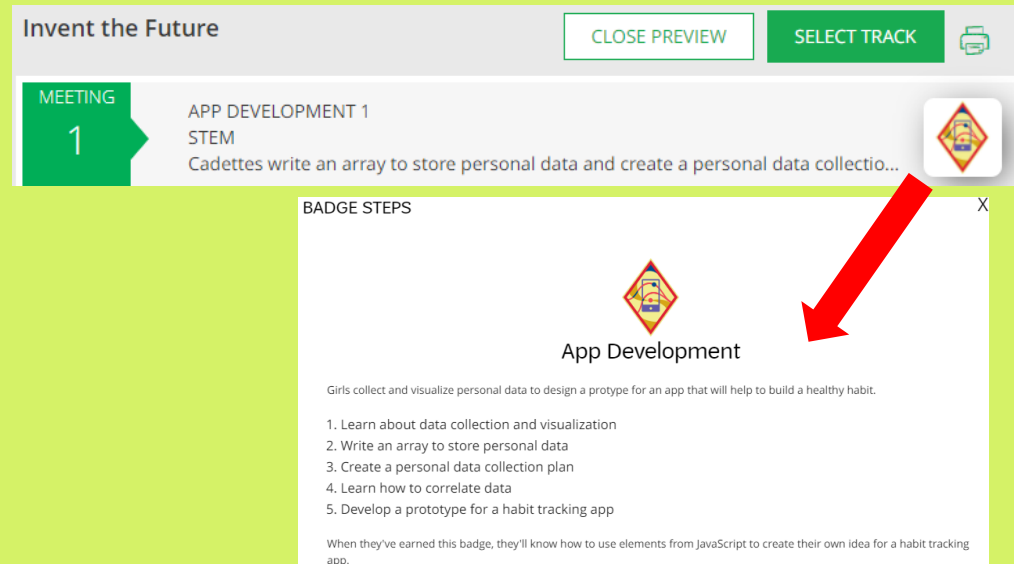 Invent the Future
CLOSE PREVIEW
SELECT TRACK
MEETING
1
APP DEVELOPMENT 1
STEM
Cadettes write an array to store personal data and create a personal data collectio...
BADGE STEPS
X
App Development
Girls collect and visualize personal data to design a protype for an app that will help to build a healthy habit.
1. Learn about data collection and visualization
2. Write an array to store personal data
3. Create a personal data collection plan
4. Learn how to correlate data
5. Develop a prototype for a habit tracking app
When they've earned this badge, they'll know how to use elements from JavaScript to create their own idea for a habit tracking
app.